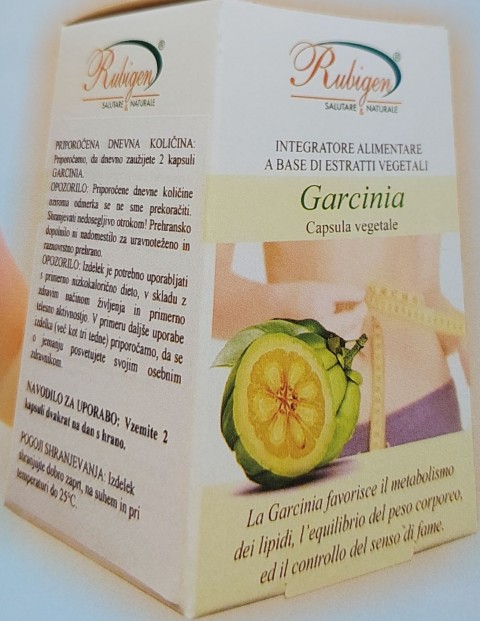 Rubigen®
SALUTARE & NATURALE
PRIPOROČENA DNEVNA KOLIČINA:
Priporočamo, da dnevno zaužijete 2 kapsuli
GARCINIA.
OPOZORILO: Priporočene dnevne količine
oziroma odmerka se ne sme prekoračiti.
Shranjevati nedosegljivo otrokom! Prehransko
dopolnilo ni nadomestilo za uravnoteženo in
raznovrstno prehrano.
OPOZORILO: Izdelek je potrebno uporabljati
s primerno nizkokalorično dieto, v skladu z
zdravim načinom življenja in primerno
telesno aktivnostjo. V primeru daljše uporabe
izdelka (več kot tri tedne) priporočamo, da se
o jemanju posvetujete svojim osebnim
zdravnikom.
NAVODILO ZA UPORABO: Vzemite 2
kapsuli dvakrat na dan s hrano.
POGOJI SHRANJEVANJA: Izdelek
shranjujte dobro zaprt, na suhem in pri
temperaturi do 25°C.
Rubigen®
SALUTARE & NATURALE
INTEGRATORE ALIMENTARE
A BASE DI ESTRATTI VEGETALI
Garcinia
Capsula vegetale
La Garcinia favorisce il metabolismo
dei lipidi, l'equilibrio del peso corporeo,
ed il controllo del senso di fame.